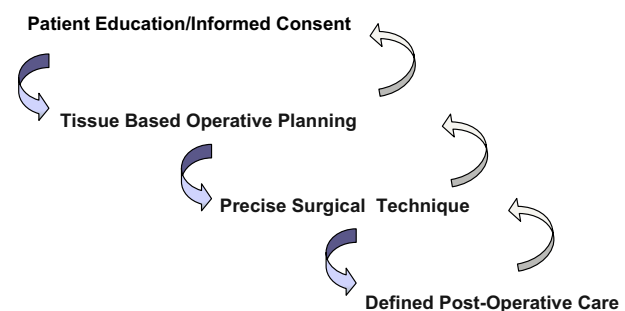 Patient Education/Informed Consent
Tissue Based Operative Planning
Precise Surgical Technique
Defined Post-Operative Care